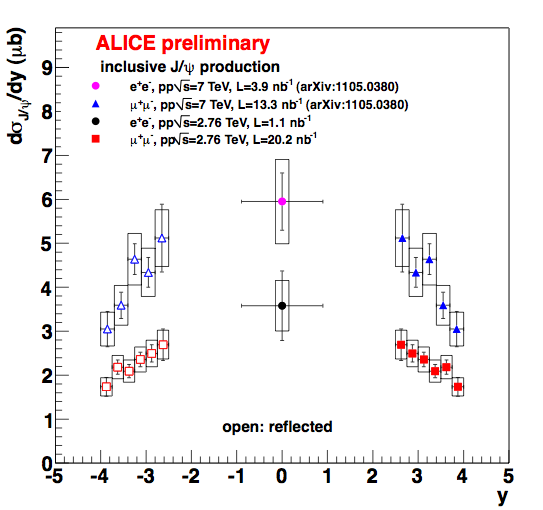 ALICE preliminary
inclusive J/ψ production
e⁺e⁻, pp√s=7 TeV, L=3.9 nb⁻¹ (arXiv:1105.0380)
μ⁺μ⁻, pp√s=7 TeV, L=13.3 nb⁻¹ (arXiv:1105.0380)
e⁺e⁻, pp√s=2.76 TeV, L=1.1 nb⁻¹
μ⁺μ⁻, pp√s=2.76 TeV, L=20.2 nb⁻¹
dσJ/ψ/dy (μb)
9
8
7
6
5
4
3
2
1
0
open: reflected
-5 -4 -3 -2 -1 0 1 2 3 4 5
y